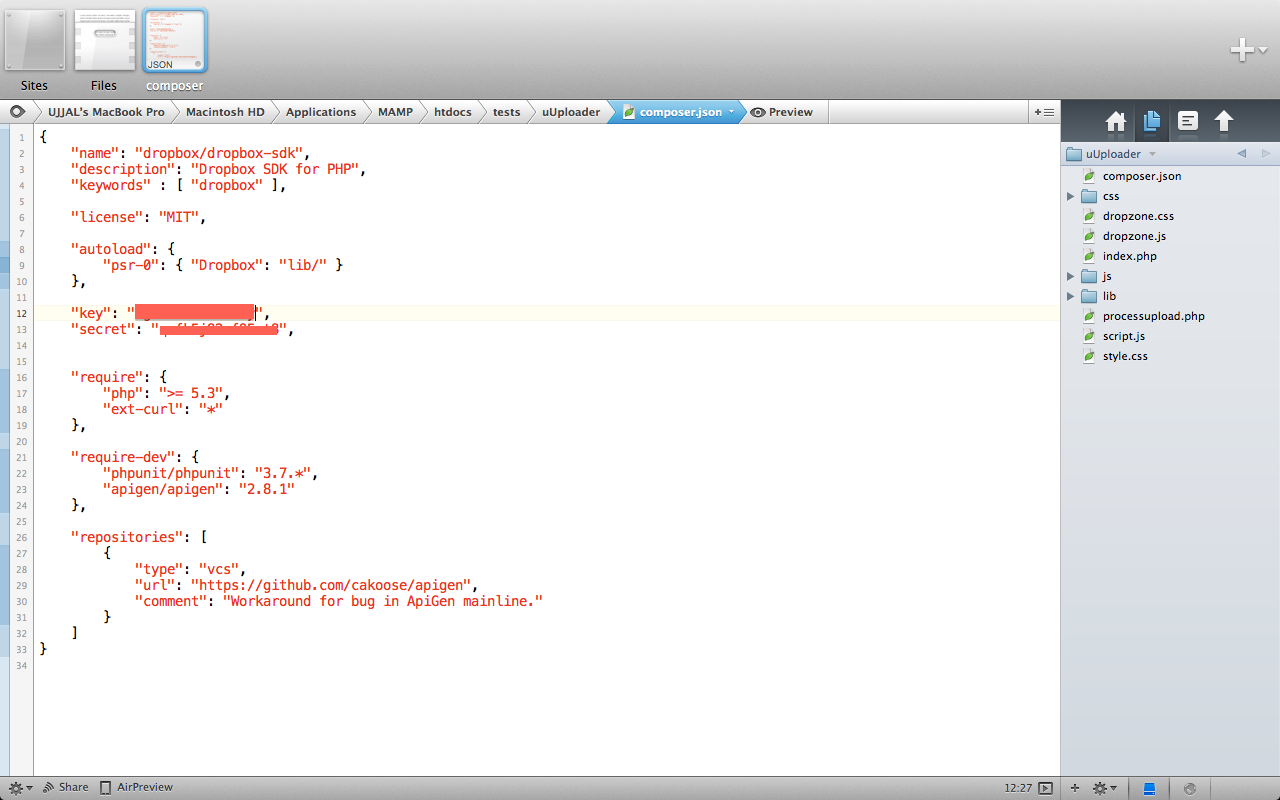 JSON
Sites Files composer
UJJAL's MacBook Pro Macintosh HD Applications MAMP htdocs tests uUploader composer.json Preview
1 {
2 "name": "dropbox/dropbox-sdk",
3 "description": "Dropbox SDK for PHP",
4 "keywords" : [ "dropbox" ],
5
6 "license": "MIT",
7
8 "autoload": {
9 "psr-0": { "Dropbox": "lib/" }
10 },
11
12 "key": "",
13 "secret": "",
14
15
16 "require": {
17 "php": ">= 5.3",
18 "ext-curl": "*"
19 },
20
21 "require-dev": {
22 "phpunit/phpunit": "3.7.*",
23 "apigen/apigen": "2.8.1"
24 },
25
26 "repositories": [
27 {
28 "type": "vcs",
29 "url": "https://github.com/cakoose/apigen",
30 "comment": "Workaround for bug in ApiGen mainline."
31 }
32 ]
33 }
34
uUploader
composer.json
css
dropzone.css
dropzone.js
index.php
js
lib
processupload.php
script.js
style.css
Share AirPreview 12:27